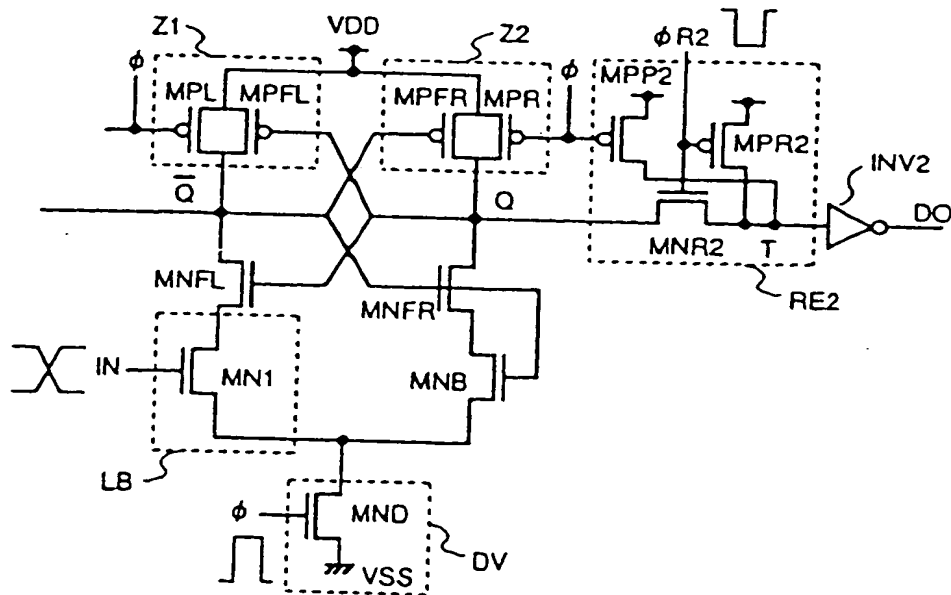 Z1
VDD
Z2
φ
φ
φR2
MPP2
MPL
MPFL
MPFR
MPR
MPR2
INV2
Q̅
Q
DO
MNR2
T
MNFL
MNFR
RE2
IN
MN1
MNB
LB
φ
MND
VSS
DV